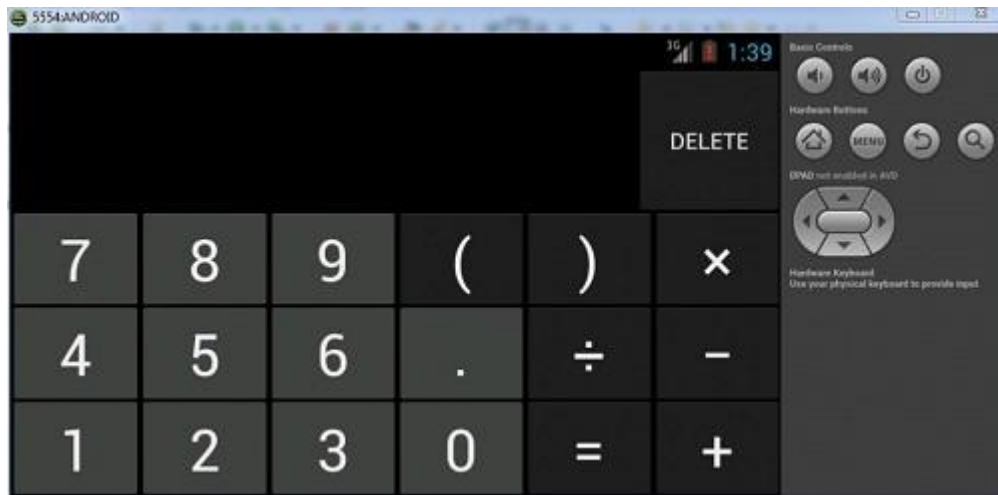 5554:ANDROID
3G 1:39
Basic Controls
Hardware Buttons
MENU
DELETE
DPAD not enabled in AVD
7 8 9 ( ) ×
Hardware Keyboard
Use your physical keyboard to provide input
4 5 6 . ÷ −
1 2 3 0 = +